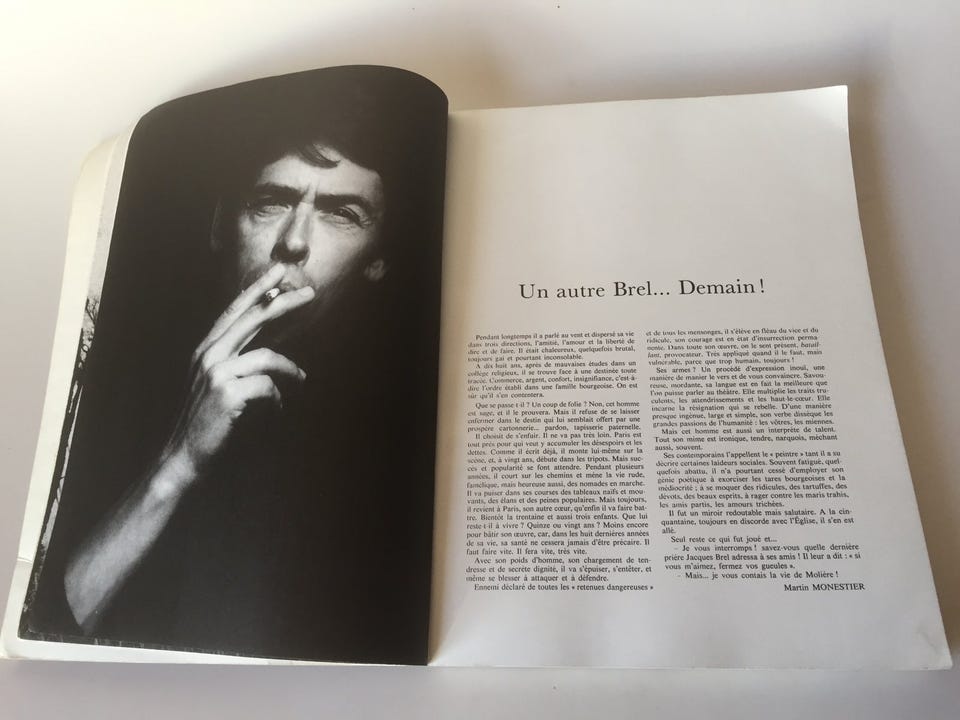 Un autre Brel... Demain !
Pendant longtemps il a parlé au vent et dispersé sa vie
dans trois directions, l'amitié, l'amour et la liberté de
dire et de faire. Il était chaleureux, quelquefois brutal,
toujours gai et pourtant inconsolable.
A dix huit ans, après de mauvaises études dans un
collège religieux, il se trouve face à une destinée toute
tracée. Commerce, argent, confort, insignifiance, c'est-à-
dire l'ordre établi dans une famille bourgeoise. On est
sûr qu'il s'en contentera.
Que se passe t-il ? Un coup de folie ? Non, cet homme
est sage, et il le prouvera. Mais il refuse de se laisser
enfermer dans le destin qui lui semblait offert par une
prospère cartonnerie... pardon, tapisserie paternelle.
Il choisit de s'enfuir. Il ne va pas très loin. Paris est
tout près pour qui veut y accumuler les désespoirs et les
dettes. Comme il écrit déjà, il monte lui-même sur la
scène, et, à vingt ans, débute dans les tripots. Mais suc-
cès et popularité se font attendre. Pendant plusieurs
années, il court sur les chemins et mène la vie rude,
famélique, mais heureuse aussi, des nomades en marche.
Il va puiser dans ses courses des tableaux naïfs et mou-
vants, des élans et des peines populaires. Mais toujours,
il revient à Paris, son autre cœur, qu'enfin il va faire bat-
tre. Bientôt la trentaine et aussi trois enfants. Que lui
reste-t-il à vivre ? Quinze ou vingt ans ? Moins encore
pour bâtir son œuvre, car, dans les huit dernières années
de sa vie, sa santé ne cessera jamais d'être précaire. Il
faut faire vite. Il fera vite, très vite.
Avec son poids d'homme, son chargement de ten-
dresse et de secrète dignité, il va s'épuiser, s'entêter, et
même se blesser à attaquer et à défendre.
Ennemi déclaré de toutes les « retenues dangereuses »
et de tous les mensonges, il s'élève en fléau du vice et du
ridicule, son courage est en état d'insurrection perma-
nente. Dans toute son œuvre, on le sent présent, batail-
lant, provocateur. Très appliqué quand il le faut, mais
vulnérable, parce que trop humain, toujours !
Ses armes ? Un procédé d'expression inoul, une
manière de manier le vers et de vous convaincre. Savou-
reuse, mordante, sa langue est en fait la meilleure que
l'on puisse parler au théâtre. Elle multiplie les traits tru-
culents, les attendrissements et les haut-le-cœur. Elle
incarne la résignation qui se rebelle. D'une manière
presque ingénue, large et simple, son verbe dissèque les
grandes passions de l'humanité : les vôtres, les miennes.
Mais cet homme est aussi un interprète de talent.
Tout son mime est ironique, tendre, narquois, méchant
aussi, souvent.
Ses contemporains l'appellent le « peintre » tant il a su
décrire certaines laideurs sociales. Souvent fatigué, quel-
quefois abattu, il n'a pourtant cessé d'employer son
génie poétique à exorciser les tares bourgeoises et la
médiocrité ; à se moquer des ridicules, des tartuffes, des
dévots, des beaux esprits, à rager contre les maris trahis,
les amis partis, les amours trichées.
Il fut un miroir redoutable mais salutaire. A la cin-
quantaine, toujours en discorde avec l'Église, il s'en est
allé.
Seul reste ce qui fut joué et...
- Je vous interromps ! savez-vous quelle dernière
prière Jacques Brel adressa à ses amis ! Il leur a dit : « si
vous m'aimez, fermez vos gueules ».
- Mais... je vous contais la vie de Molière !
Martin MONESTIER